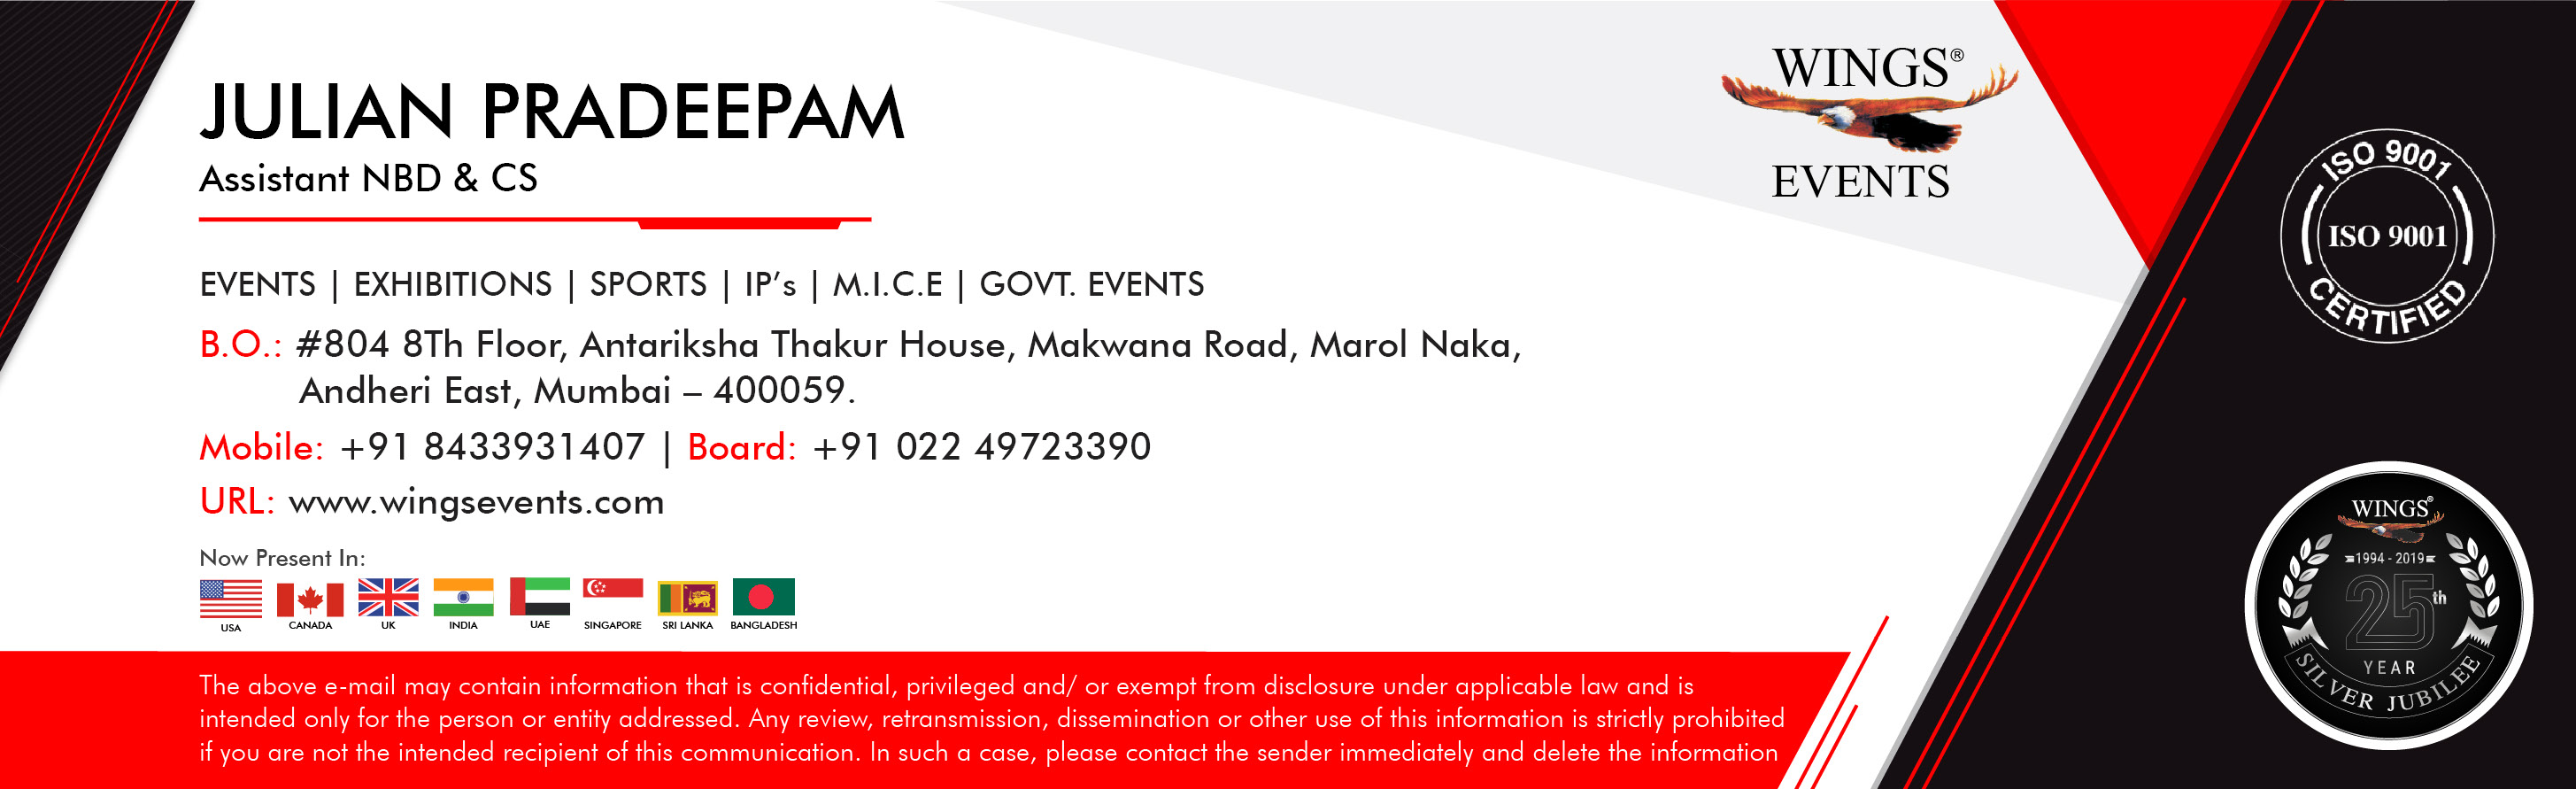 JULIAN PRADEEPAM
Assistant NBD & CS
WINGS®
EVENTS
EVENTS | EXHIBITIONS | SPORTS | IP’s | M.I.C.E | GOVT. EVENTS
B.O.: #804 8Th Floor, Antariksha Thakur House, Makwana Road, Marol Naka,
Andheri East, Mumbai – 400059.
Mobile: +91 8433931407 | Board: +91 022 49723390
URL: www.wingsevents.com
Now Present In:
USA CANADA UK INDIA UAE SINGAPORE SRI LANKA BANGLADESH
The above e-mail may contain information that is confidential, privileged and/ or exempt from disclosure under applicable law and is
intended only for the person or entity addressed. Any review, retransmission, dissemination or other use of this information is strictly prohibited
if you are not the intended recipient of this communication. In such a case, please contact the sender immediately and delete the information
ISO 9001
ISO 9001
CERTIFIED
WINGS®
1994 - 2019
25th
YEAR
SILVER JUBILEE